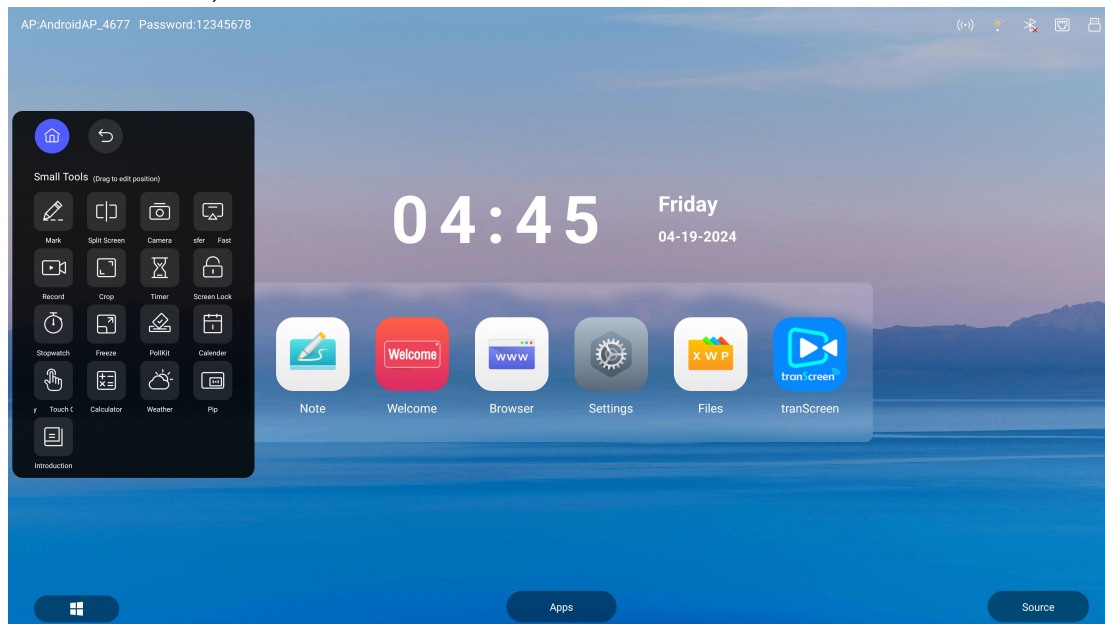 AP:AndroidAP_4677 Password:12345678
Small Tools (Drag to edit position)
Mark Split Screen Camera sfer Fast
Record Crop Timer Screen Lock
Stopwatch Freeze PollKit Calender
y Touch C Calculator Weather Pip
Introduction
04:45
Friday
04-19-2024
Welcome
www
X W P
tranScreen
Note Welcome Browser Settings Files tranScreen
Apps
Source